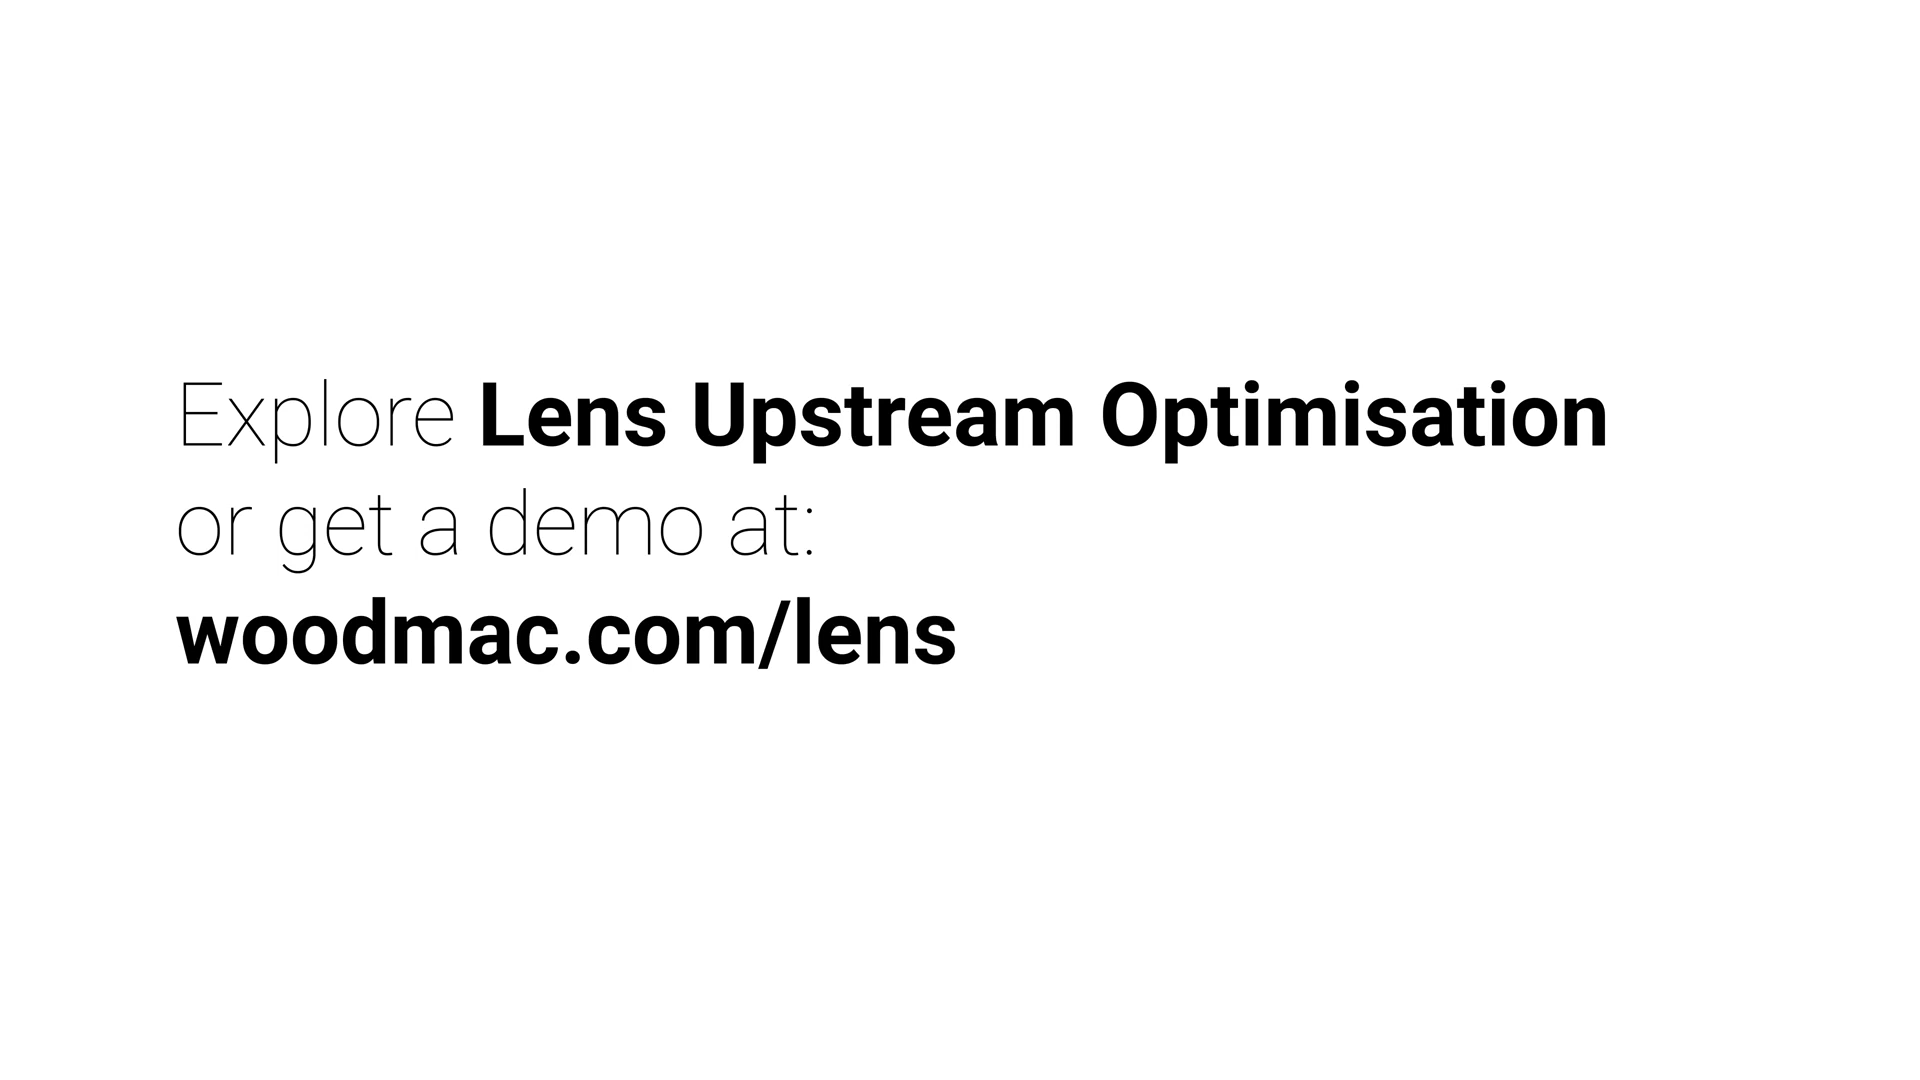 Explore Lens Upstream Optimisation
or get a demo at:
woodmac.com/lens